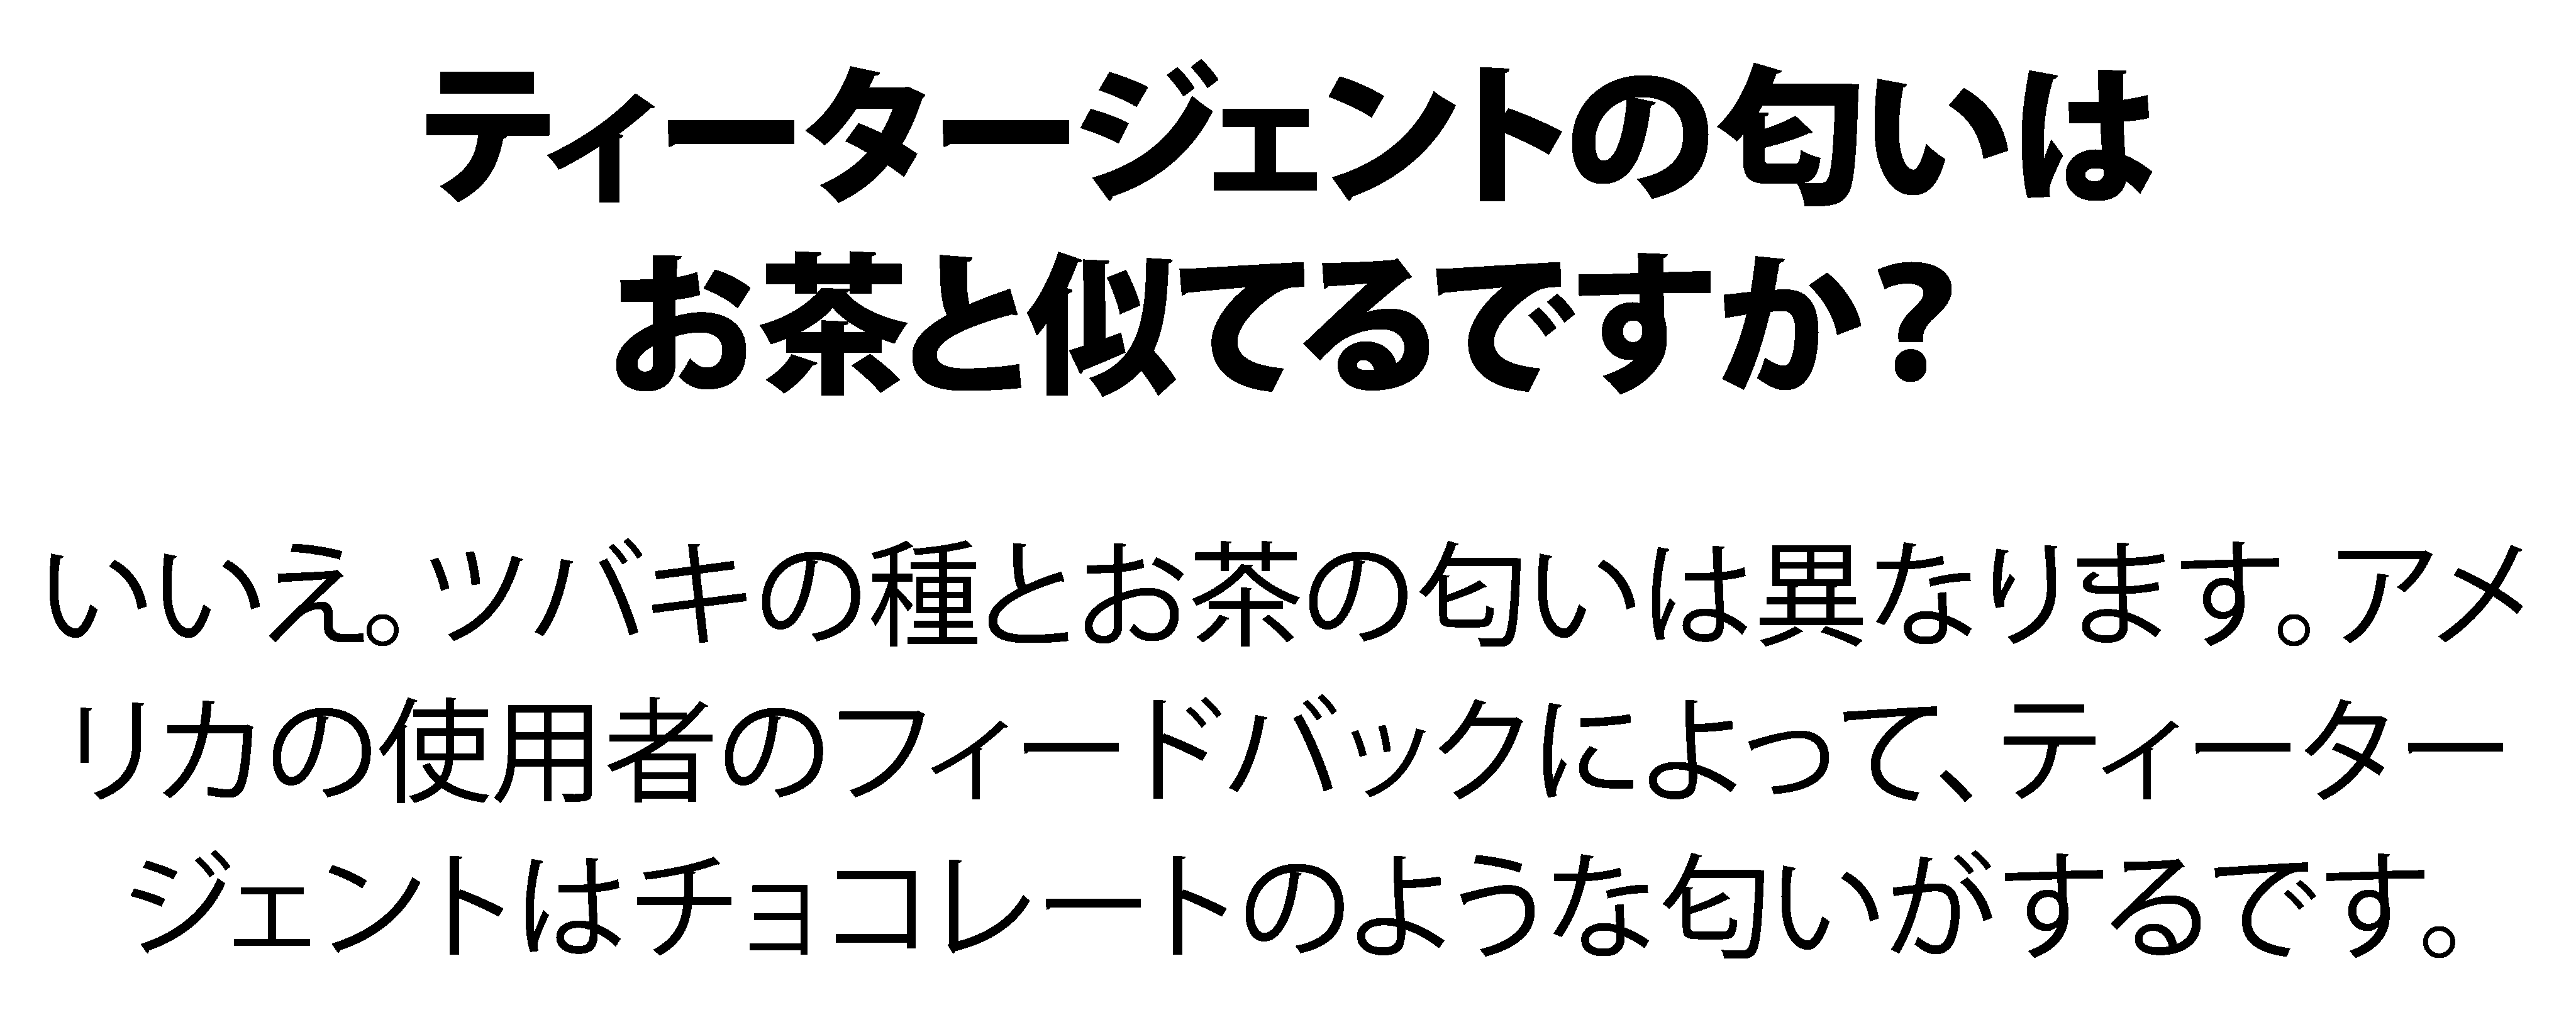 ティータージェントの匂いは
お茶と似てるですか？
いいえ。ツバキの種とお茶の匂いは異なります。アメ
リカの使用者のフィードバックによって、ティーター
ジェントはチョコレートのような匂いがするです。